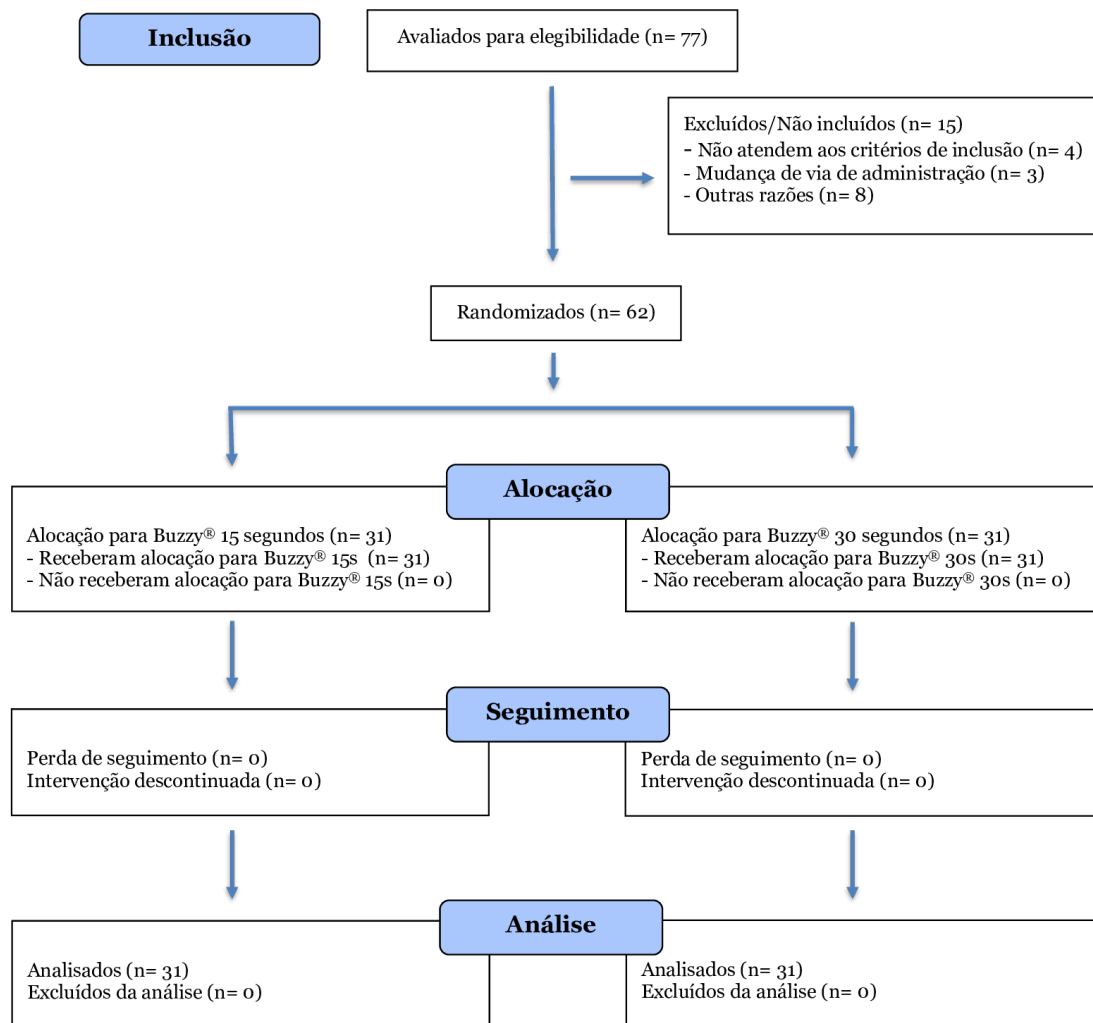 Inclusão
Avaliados para elegibilidade (n= 77)
Excluídos/Não incluídos (n= 15)
- Não atendem aos critérios de inclusão (n= 4)
- Mudança de via de administração (n= 3)
- Outras razões (n= 8)
Randomizados (n= 62)
Alocação
Alocação para Buzzy® 15 segundos (n= 31)
- Receberam alocação para Buzzy® 15s (n= 31)
- Não receberam alocação para Buzzy® 15s (n= 0)
Alocação para Buzzy® 30 segundos (n= 31)
- Receberam alocação para Buzzy® 30s (n= 31)
- Não receberam alocação para Buzzy® 30s (n= 0)
Seguimento
Perda de seguimento (n= 0)
Intervenção descontinuada (n= 0)
Perda de seguimento (n= 0)
Intervenção descontinuada (n= 0)
Análise
Analisados (n= 31)
Excluídos da análise (n= 0)
Analisados (n= 31)
Excluídos da análise (n= 0)